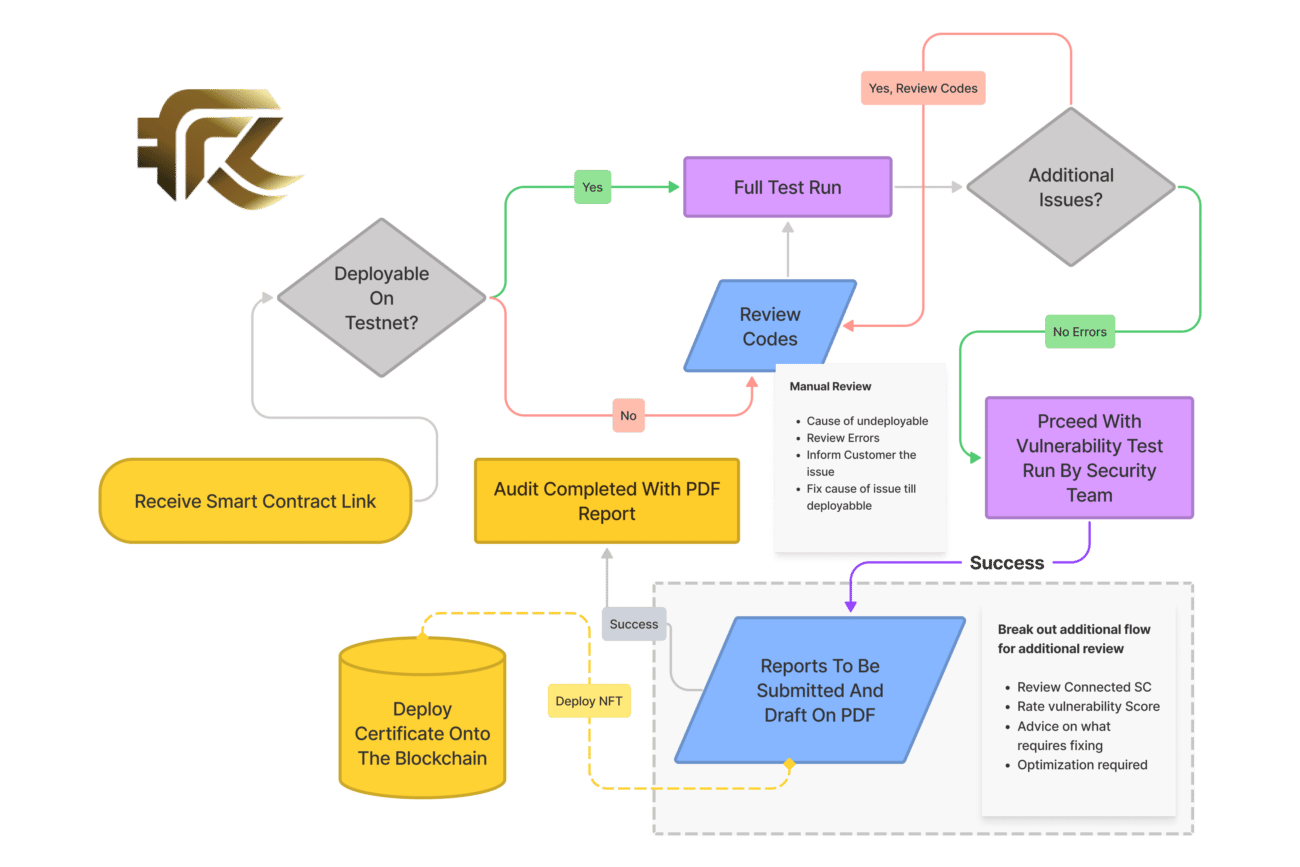 Yes, Review Codes
Additional
Issues?
Full Test Run
Yes
Deployable
On
Testnet?
Review
Codes
No Errors
No
Manual Review
• Cause of undeployable
• Review Errors
• Inform Customer the
issue
• Fix cause of issue till
deployabble
Prceed With
Vulnerability Test
Run By Security
Team
Receive Smart Contract Link
Audit Completed With PDF
Report
Success
Success
Reports To Be
Submitted And
Draft On PDF
Break out additional flow
for additional review
• Review Connected SC
• Rate vulnerability Score
• Advice on what
requires fixing
• Optimization required
Deploy NFT
Deploy
Certificate Onto
The Blockchain